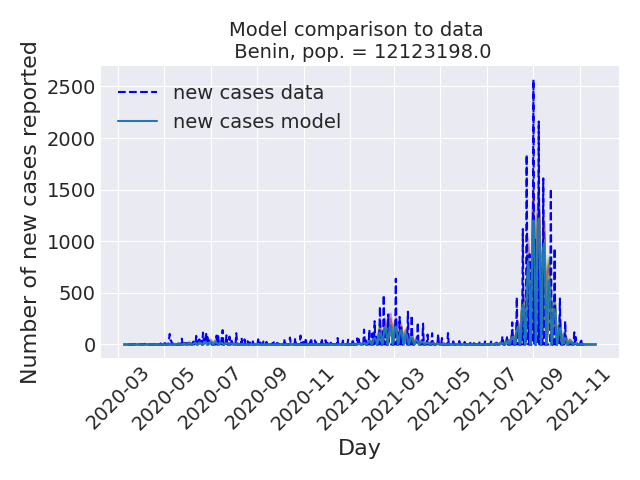 Model comparison to data
Benin, pop. = 12123198.0
Number of new cases reported
2500
2000
1500
1000
500
0
new cases data
new cases model
2020-03
2020-05
2020-07
2020-09
2020-11
2021-01
2021-03
2021-05
2021-07
2021-09
2021-11
Day